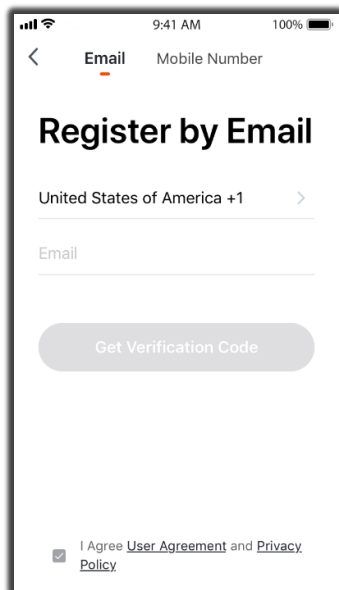 9:41 AM 100%
Email Mobile Number
Register by Email
United States of America +1
Email
Get Verification Code
I Agree User Agreement and Privacy
Policy